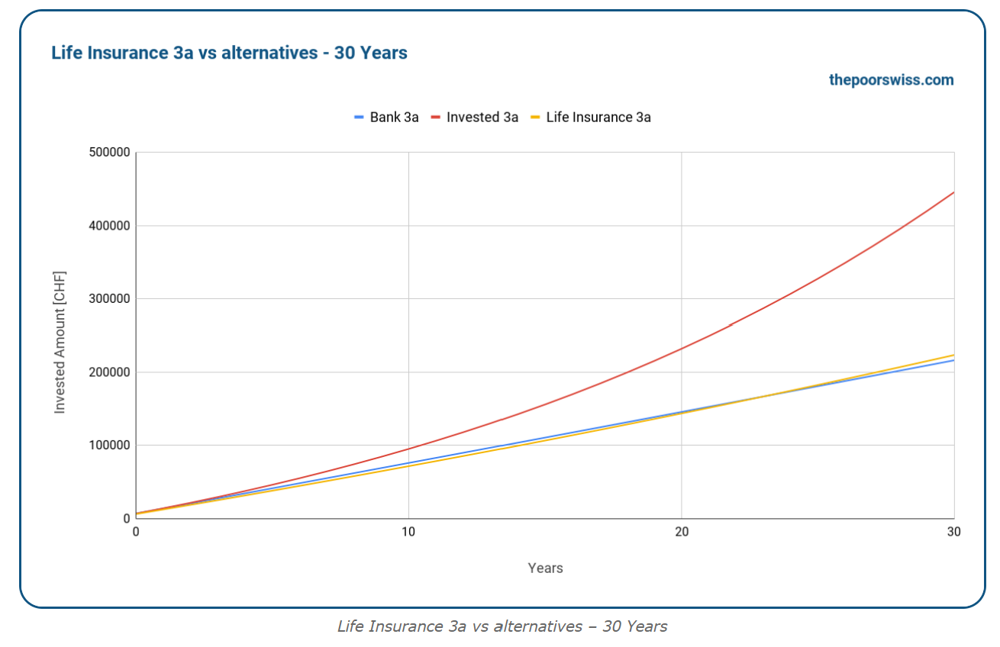 Life Insurance 3a vs alternatives - 30 Years
thepoorswiss.com
Bank 3a Invested 3a Life Insurance 3a
500000
400000
300000
200000
100000
0
Invested Amount [CHF]
0 10 20 30
Years
Life Insurance 3a vs alternatives – 30 Years